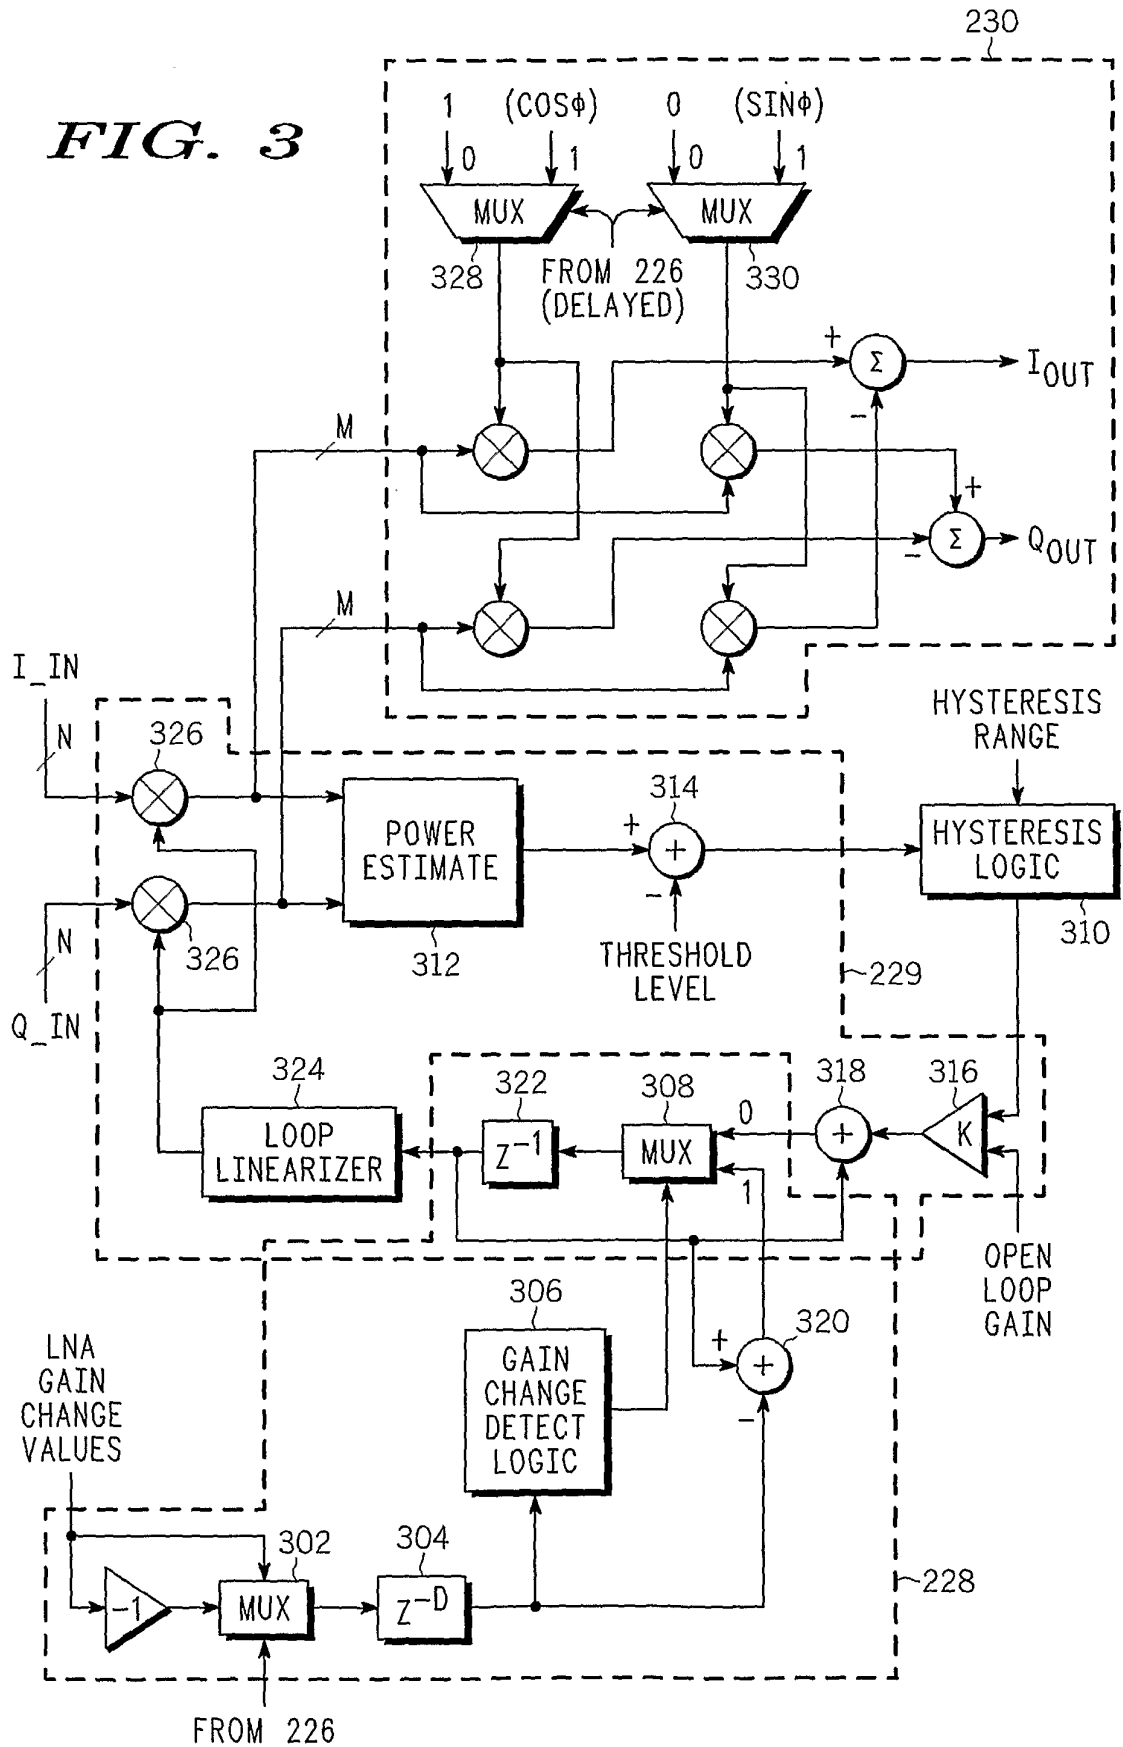 230
FIG. 3
1 (COSΦ) 0 (SINΦ)
0 1 0 1
MUX MUX
328 FROM 226 330
(DELAYED)
+ Σ I_OUT
−
M
+
Σ Q_OUT
−
M
I_IN
N
326
HYSTERESIS
RANGE
314
POWER
ESTIMATE
+ +
−
HYSTERESIS
LOGIC
310
312
326
N
Q_IN
THRESHOLD
LEVEL
229
324
322
308
318
316
LOOP
LINEARIZER
Z⁻¹
MUX
0
1
+
K
OPEN
LOOP
GAIN
306
320
GAIN
CHANGE
DETECT
LOGIC
+ +
−
LNA
GAIN
CHANGE
VALUES
302
304
−1
MUX
Z⁻ᴰ
228
FROM 226